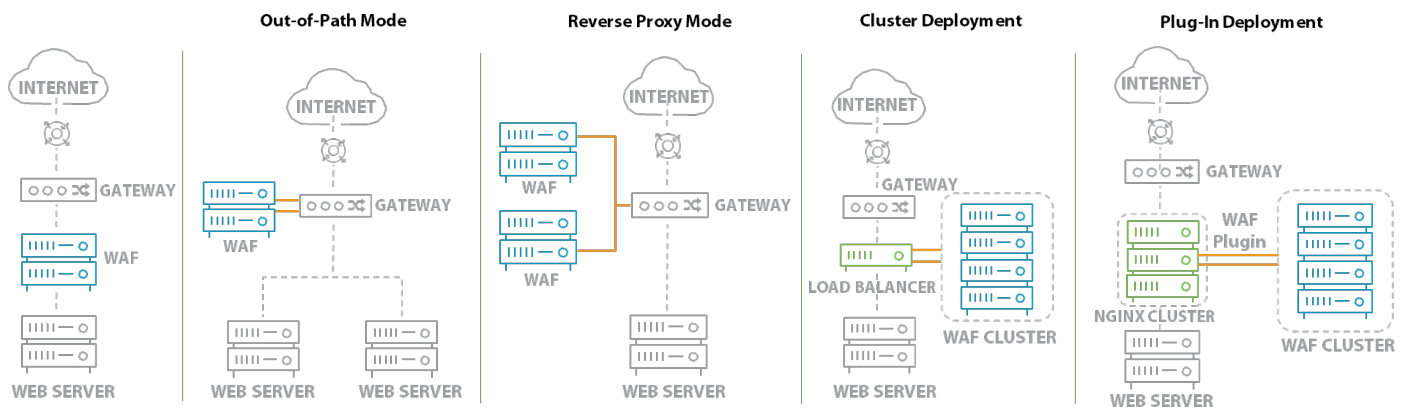 INTERNET
GATEWAY
WAF
WEB SERVER
Out-of-Path Mode
INTERNET
GATEWAY
WAF
WEB SERVER
WEB SERVER
Reverse Proxy Mode
INTERNET
WAF
GATEWAY
WAF
WEB SERVER
Cluster Deployment
INTERNET
GATEWAY
LOAD BALANCER
WAF CLUSTER
WEB SERVER
Plug-In Deployment
INTERNET
GATEWAY
WAF
Plugin
NGINX CLUSTER
WAF CLUSTER
WEB SERVER